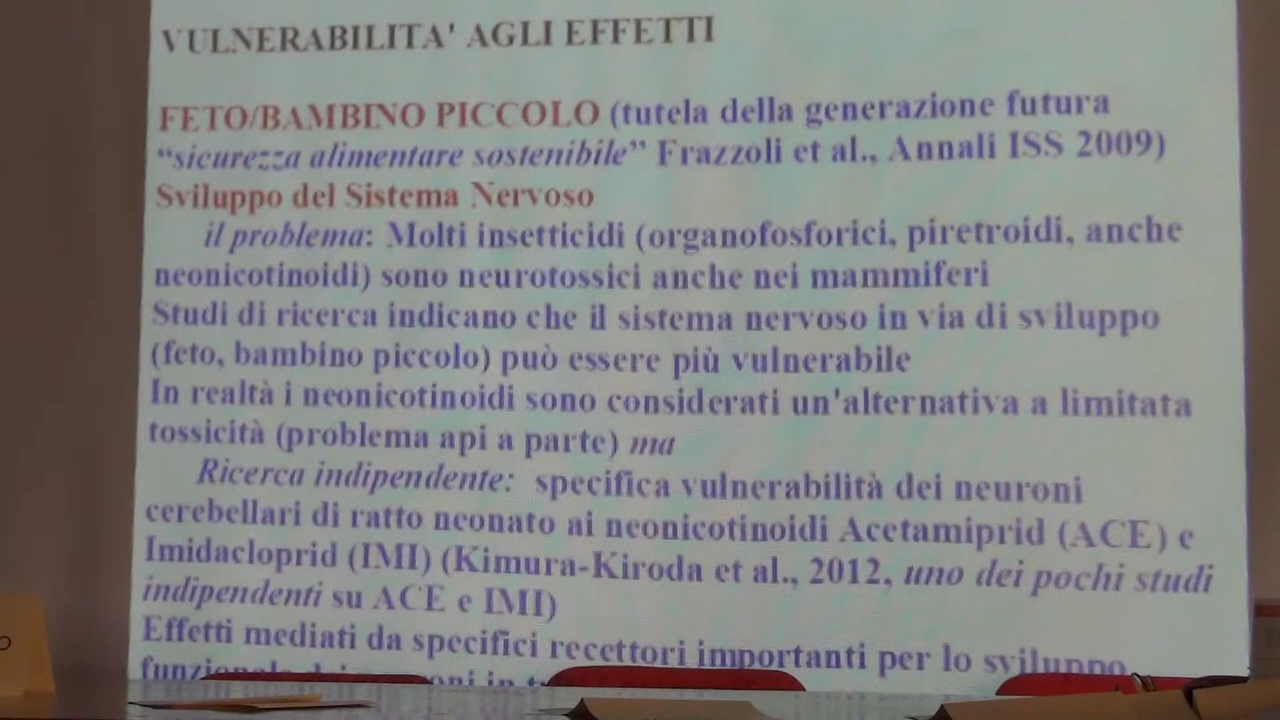 VULNERABILITA' AGLI EFFETTI
FETO/BAMBINO PICCOLO (tutela della generazione futura
“sicurezza alimentare sostenibile” Frazzoli et al., Annali ISS 2009)
Sviluppo del Sistema Nervoso
il problema: Molti insetticidi (organofosforici, piretroidi, anche
neonicotinoidi) sono neurotossici anche nei mammiferi
Studi di ricerca indicano che il sistema nervoso in via di sviluppo
(feto, bambino piccolo) può essere più vulnerabile
In realtà i neonicotinoidi sono considerati un'alternativa a limitata
tossicità (problema api a parte) ma
Ricerca indipendente: specifica vulnerabilità dei neuroni
cerebellari di ratto neonato ai neonicotinoidi Acetamiprid (ACE) e
Imidacloprid (IMI) (Kimura-Kiroda et al., 2012, uno dei pochi studi
indipendenti su ACE e IMI)
Effetti mediati da specifici recettori importanti per lo sviluppo